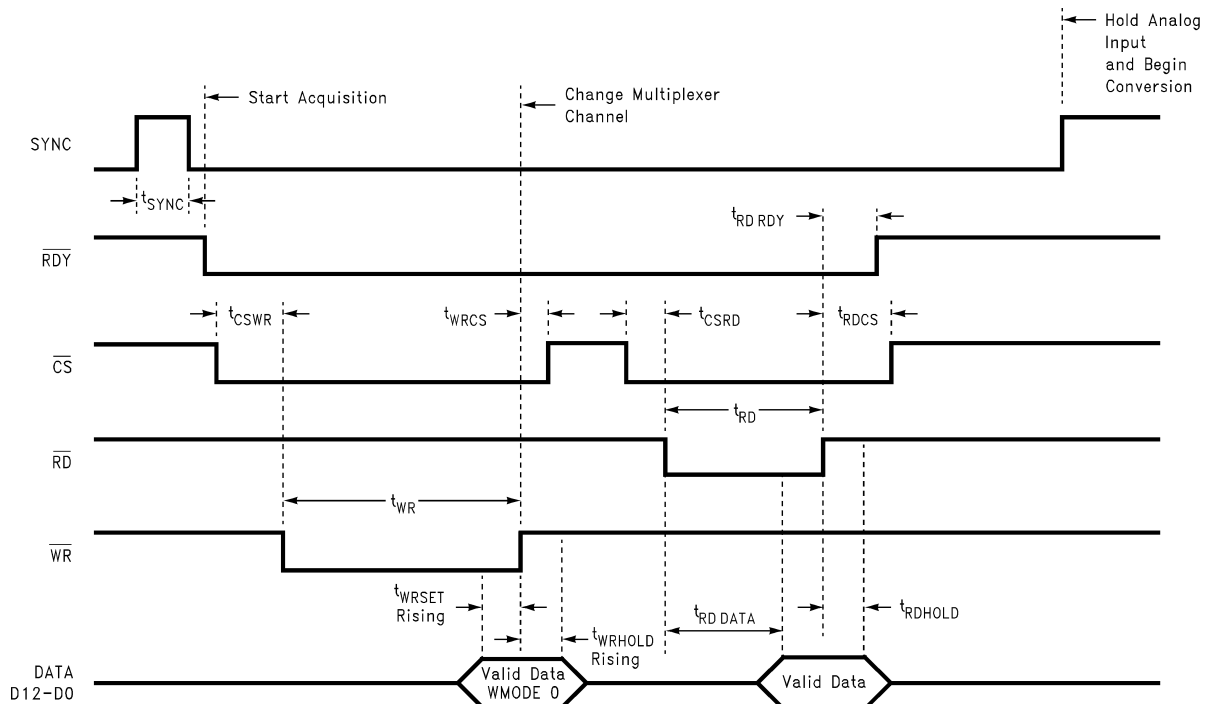 Hold Analog
Input
and Begin
Conversion
Start Acquisition
Change Multiplexer
Channel
SYNC
tSYNC
tRD RDY
RDY
tCSWR
tWRCS
tCSRD
tRDCS
CS
tRD
RD
tWR
WR
tWRSET
Rising
tWRHOLD
Rising
tRD DATA
tRDHOLD
DATA
D12-D0
Valid Data
WMODE 0
Valid Data